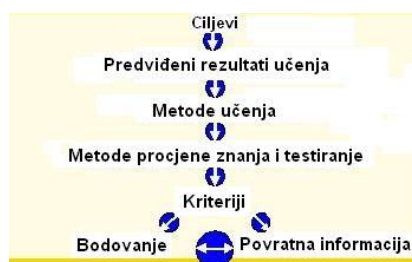 Ciljevi
Predviđeni rezultati učenja
Metode učenja
Metode procjene znanja i testiranje
Kriteriji
Bodovanje Povratna informacija